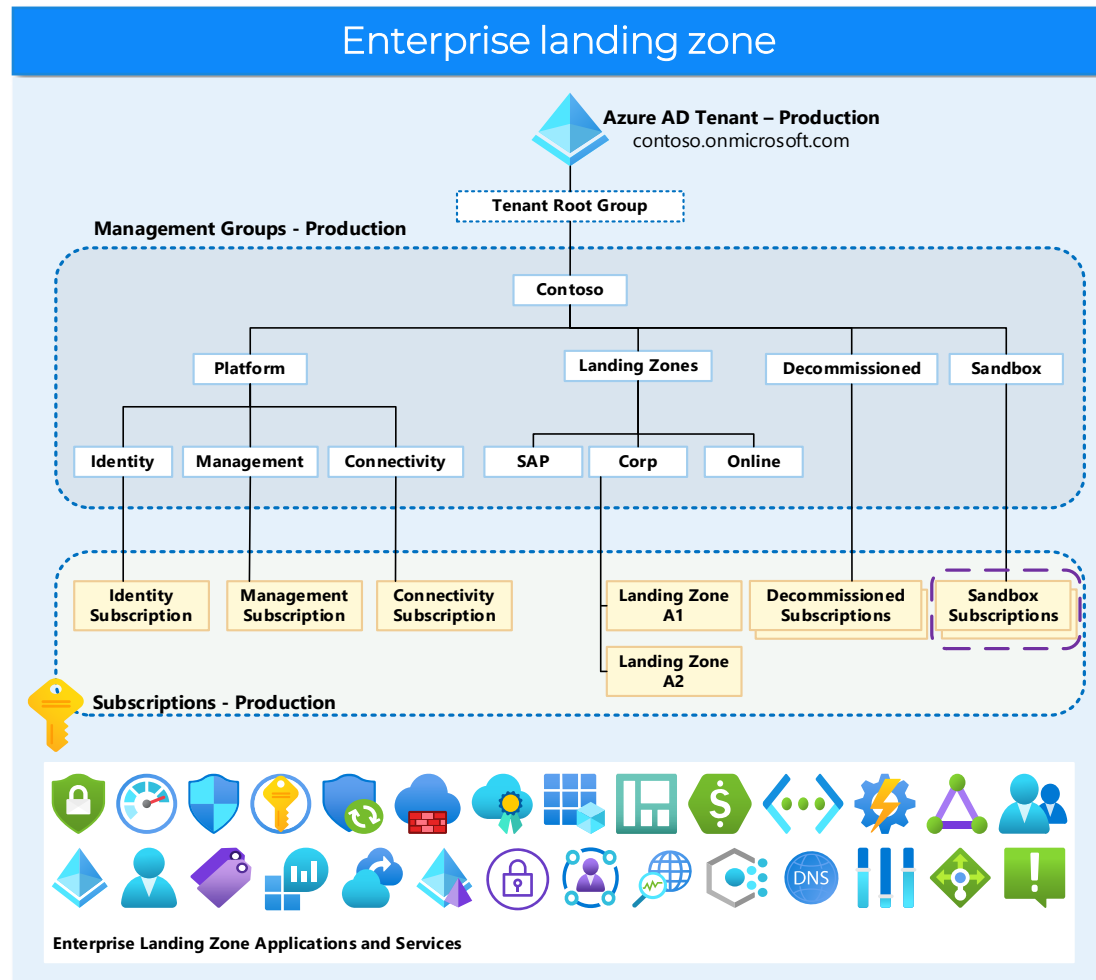 Enterprise landing zone
Azure AD Tenant – Production
contoso.onmicrosoft.com
Tenant Root Group
Management Groups - Production
Contoso
Platform
Landing Zones
Decommissioned
Sandbox
Identity
Management
Connectivity
SAP
Corp
Online
Identity
Subscription
Management
Subscription
Connectivity
Subscription
Landing Zone
A1
Decommissioned
Subscriptions
Sandbox
Subscriptions
Landing Zone
A2
Subscriptions - Production
$
DNS
!
Enterprise Landing Zone Applications and Services